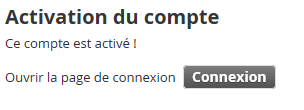 Activation du compte
Ce compte est activé !
Ouvrir la page de connexion Connexion